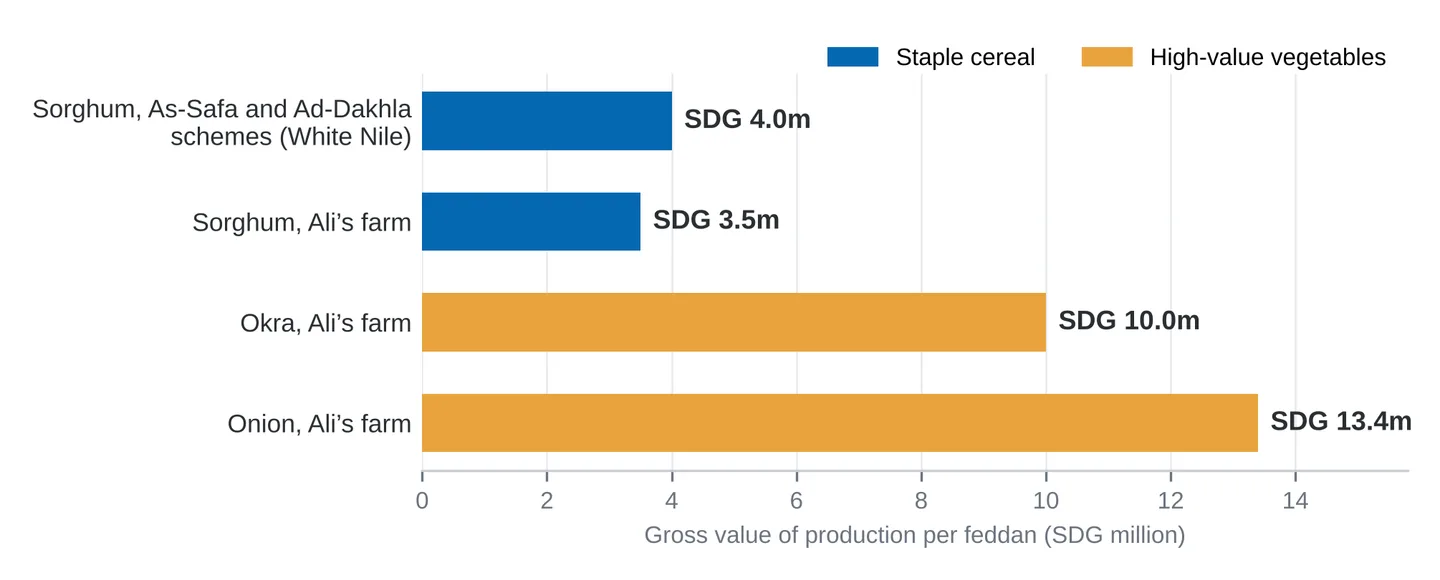 Staple cereal
High-value vegetables
Sorghum, As-Safa and Ad-Dakhla
schemes (White Nile)
SDG 4.0m
Sorghum, Ali’s farm
SDG 3.5m
Okra, Ali’s farm
SDG 10.0m
Onion, Ali’s farm
SDG 13.4m
0 2 4 6 8 10 12 14
Gross value of production per feddan (SDG million)